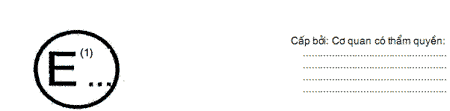 Cấp bởi: Cơ quan có thẩm quyền:
E (1) ...